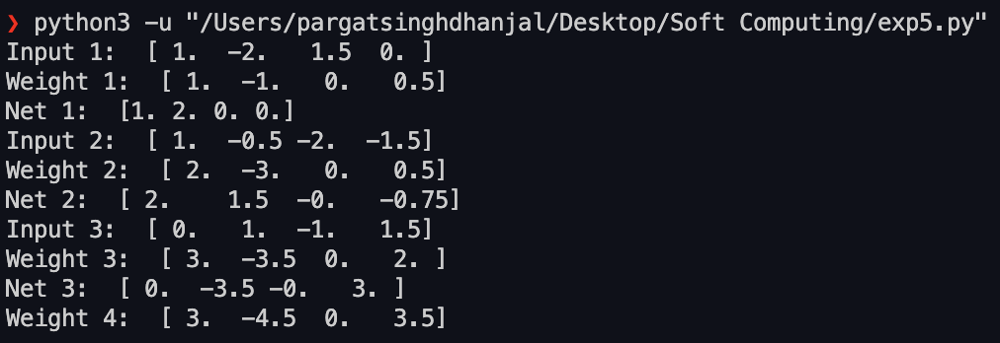 ❯ python3 -u "/Users/pargatsinghdhanjal/Desktop/Soft Computing/exp5.py"
Input 1:  [ 1.  -2.   1.5  0. ]
Weight 1:  [ 1.  -1.   0.   0.5]
Net 1:  [1. 2. 0. 0.]
Input 2:  [ 1.  -0.5 -2.  -1.5]
Weight 2:  [ 2.  -3.   0.   0.5]
Net 2:  [ 2.    1.5  -0.   -0.75]
Input 3:  [ 0.   1.  -1.   1.5]
Weight 3:  [ 3.  -3.5  0.   2. ]
Net 3:  [ 0.  -3.5 -0.   3. ]
Weight 4:  [ 3.  -4.5  0.   3.5]